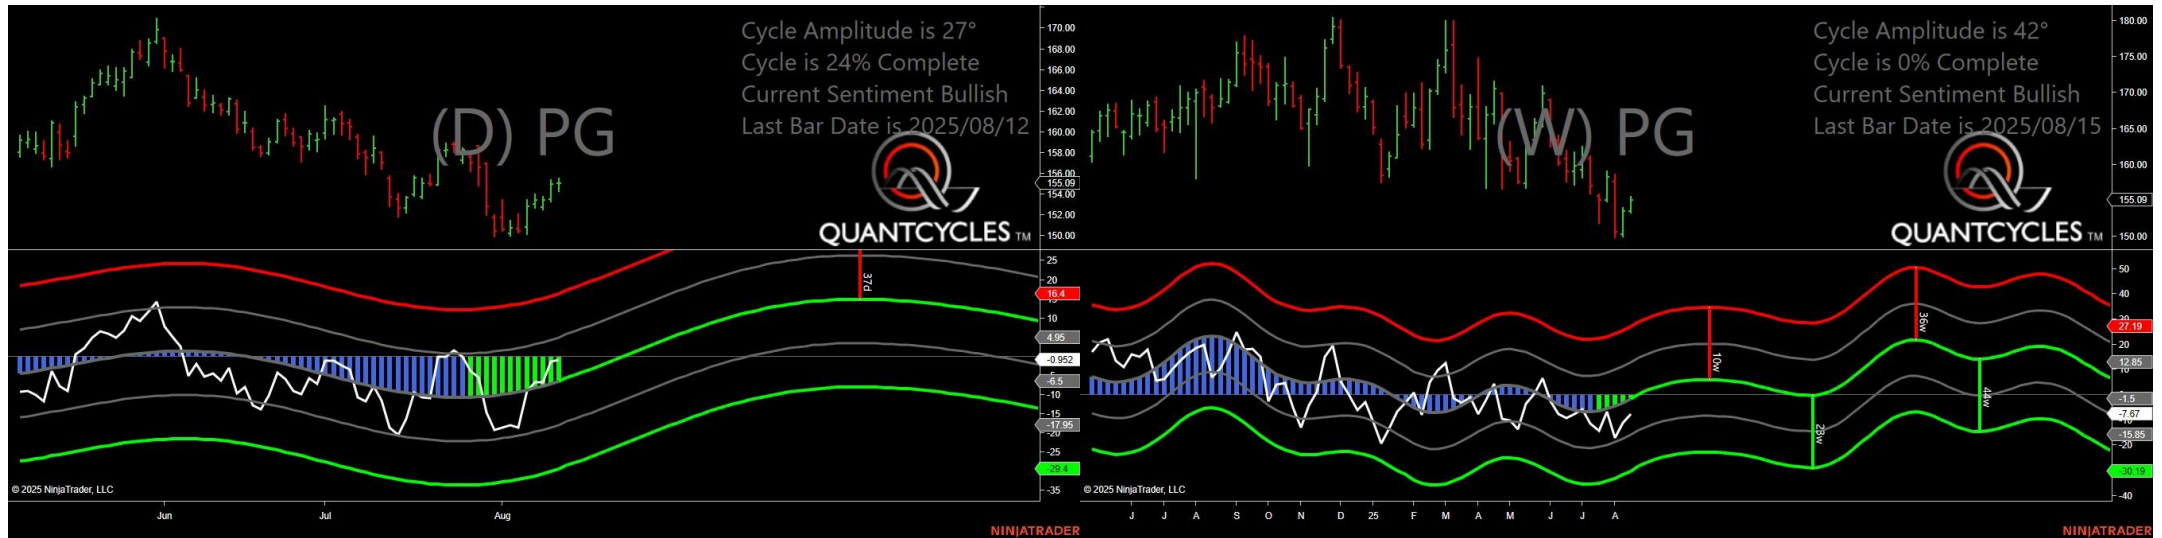 Cycle Amplitude is 27°
Cycle is 24% Complete
Current Sentiment Bullish
Last Bar Date is 2025/08/12
(D) PG
QUANTCYCLES TM
170.00
168.00
166.00
164.00
162.00
160.00
158.00
156.00
155.09
154.00
152.00
150.00
37d
25
20
16.4
10
4.95
-0.952
-6.5
-10
-15
-17.95
-20
-25
-29.4
-35
© 2025 NinjaTrader, LLC
Jun Jul Aug
NINJATRADER
Cycle Amplitude is 42°
Cycle is 0% Complete
Current Sentiment Bullish
Last Bar Date is 2025/08/15
(W) PG
QUANTCYCLES TM
180.00
175.00
170.00
165.00
160.00
155.09
150.00
10w
28w
36w
44w
50
40
27.19
20
12.85
-1.5
-7.67
-15.85
-20
-30.19
-40
© 2025 NinjaTrader, LLC
J J A S O N D 25 F M A M J J A
NINJATRADER